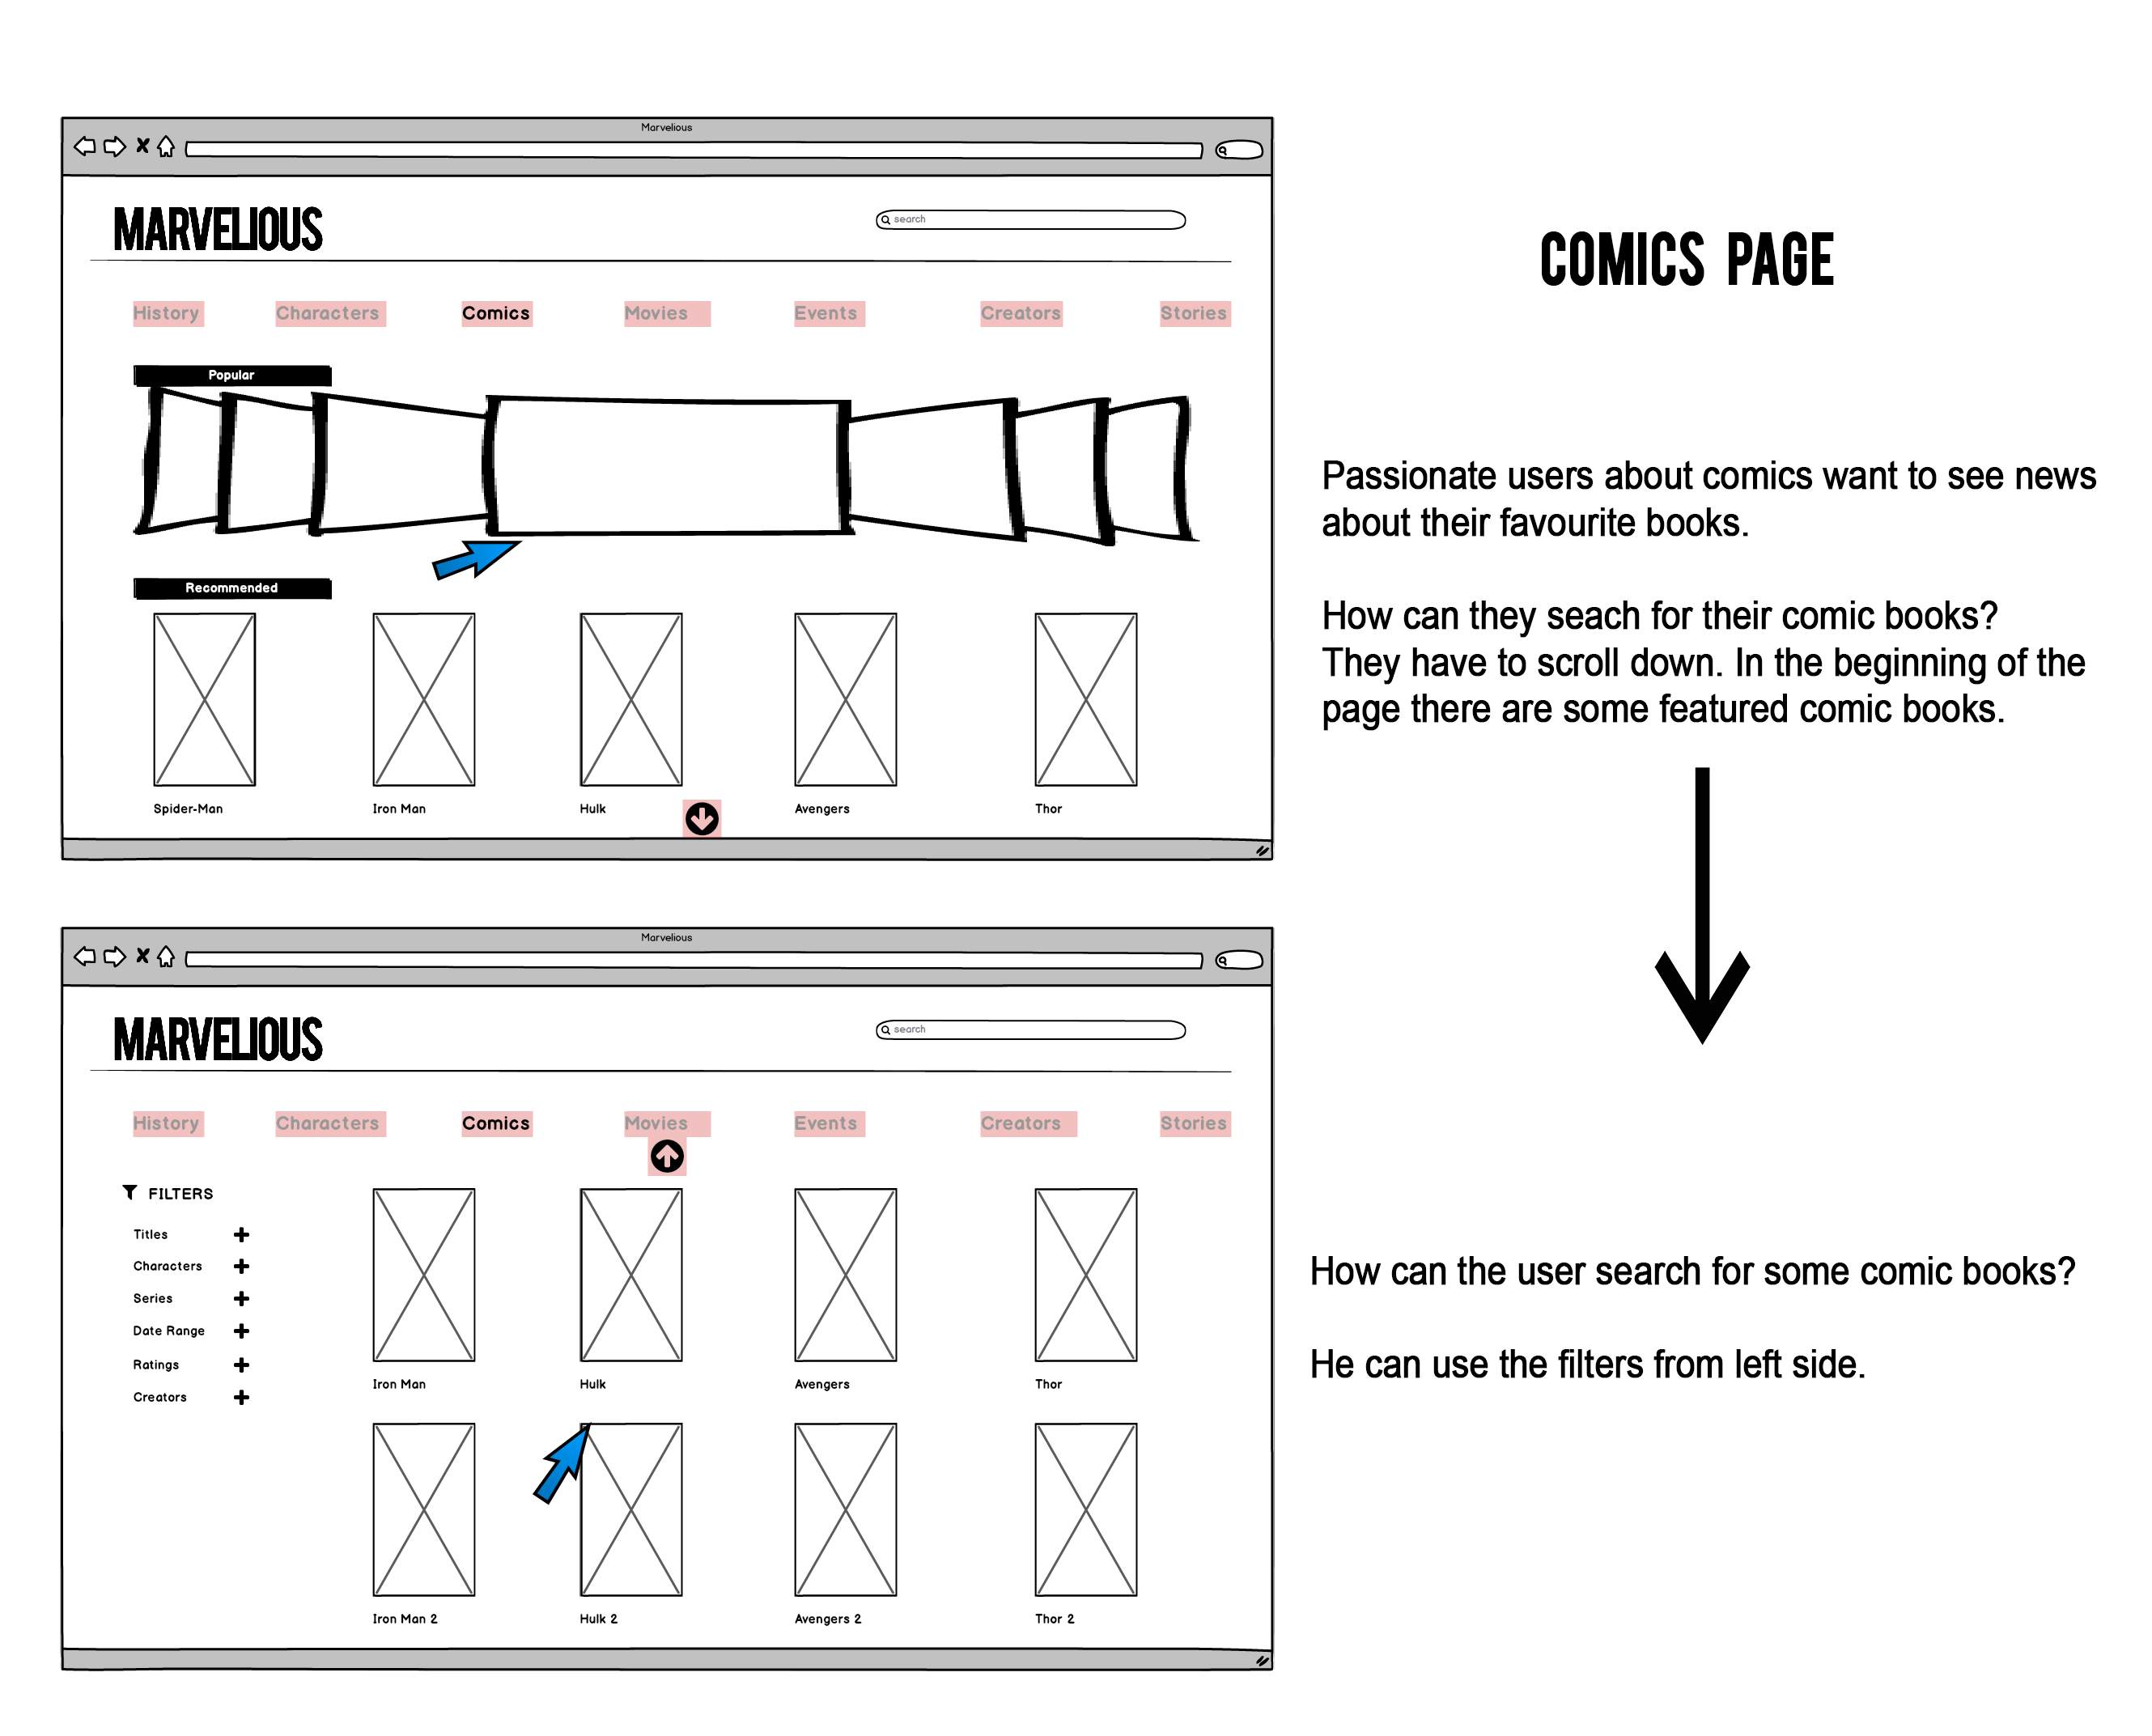 Marvelious
MARVELIOUS
search
COMICS PAGE
History Characters Comics Movies Events Creators Stories
Popular
Passionate users about comics want to see news
about their favourite books.
Recommended
How can they seach for their comic books?
They have to scroll down. In the beginning of the
page there are some featured comic books.
Spider-Man Iron Man Hulk Avengers Thor
Marvelious
MARVELIOUS
search
History Characters Comics Movies Events Creators Stories
FILTERS
Titles
Characters
Series
Date Range
Ratings
Creators
Iron Man Hulk Avengers Thor
Iron Man 2 Hulk 2 Avengers 2 Thor 2
How can the user search for some comic books?
He can use the filters from left side.